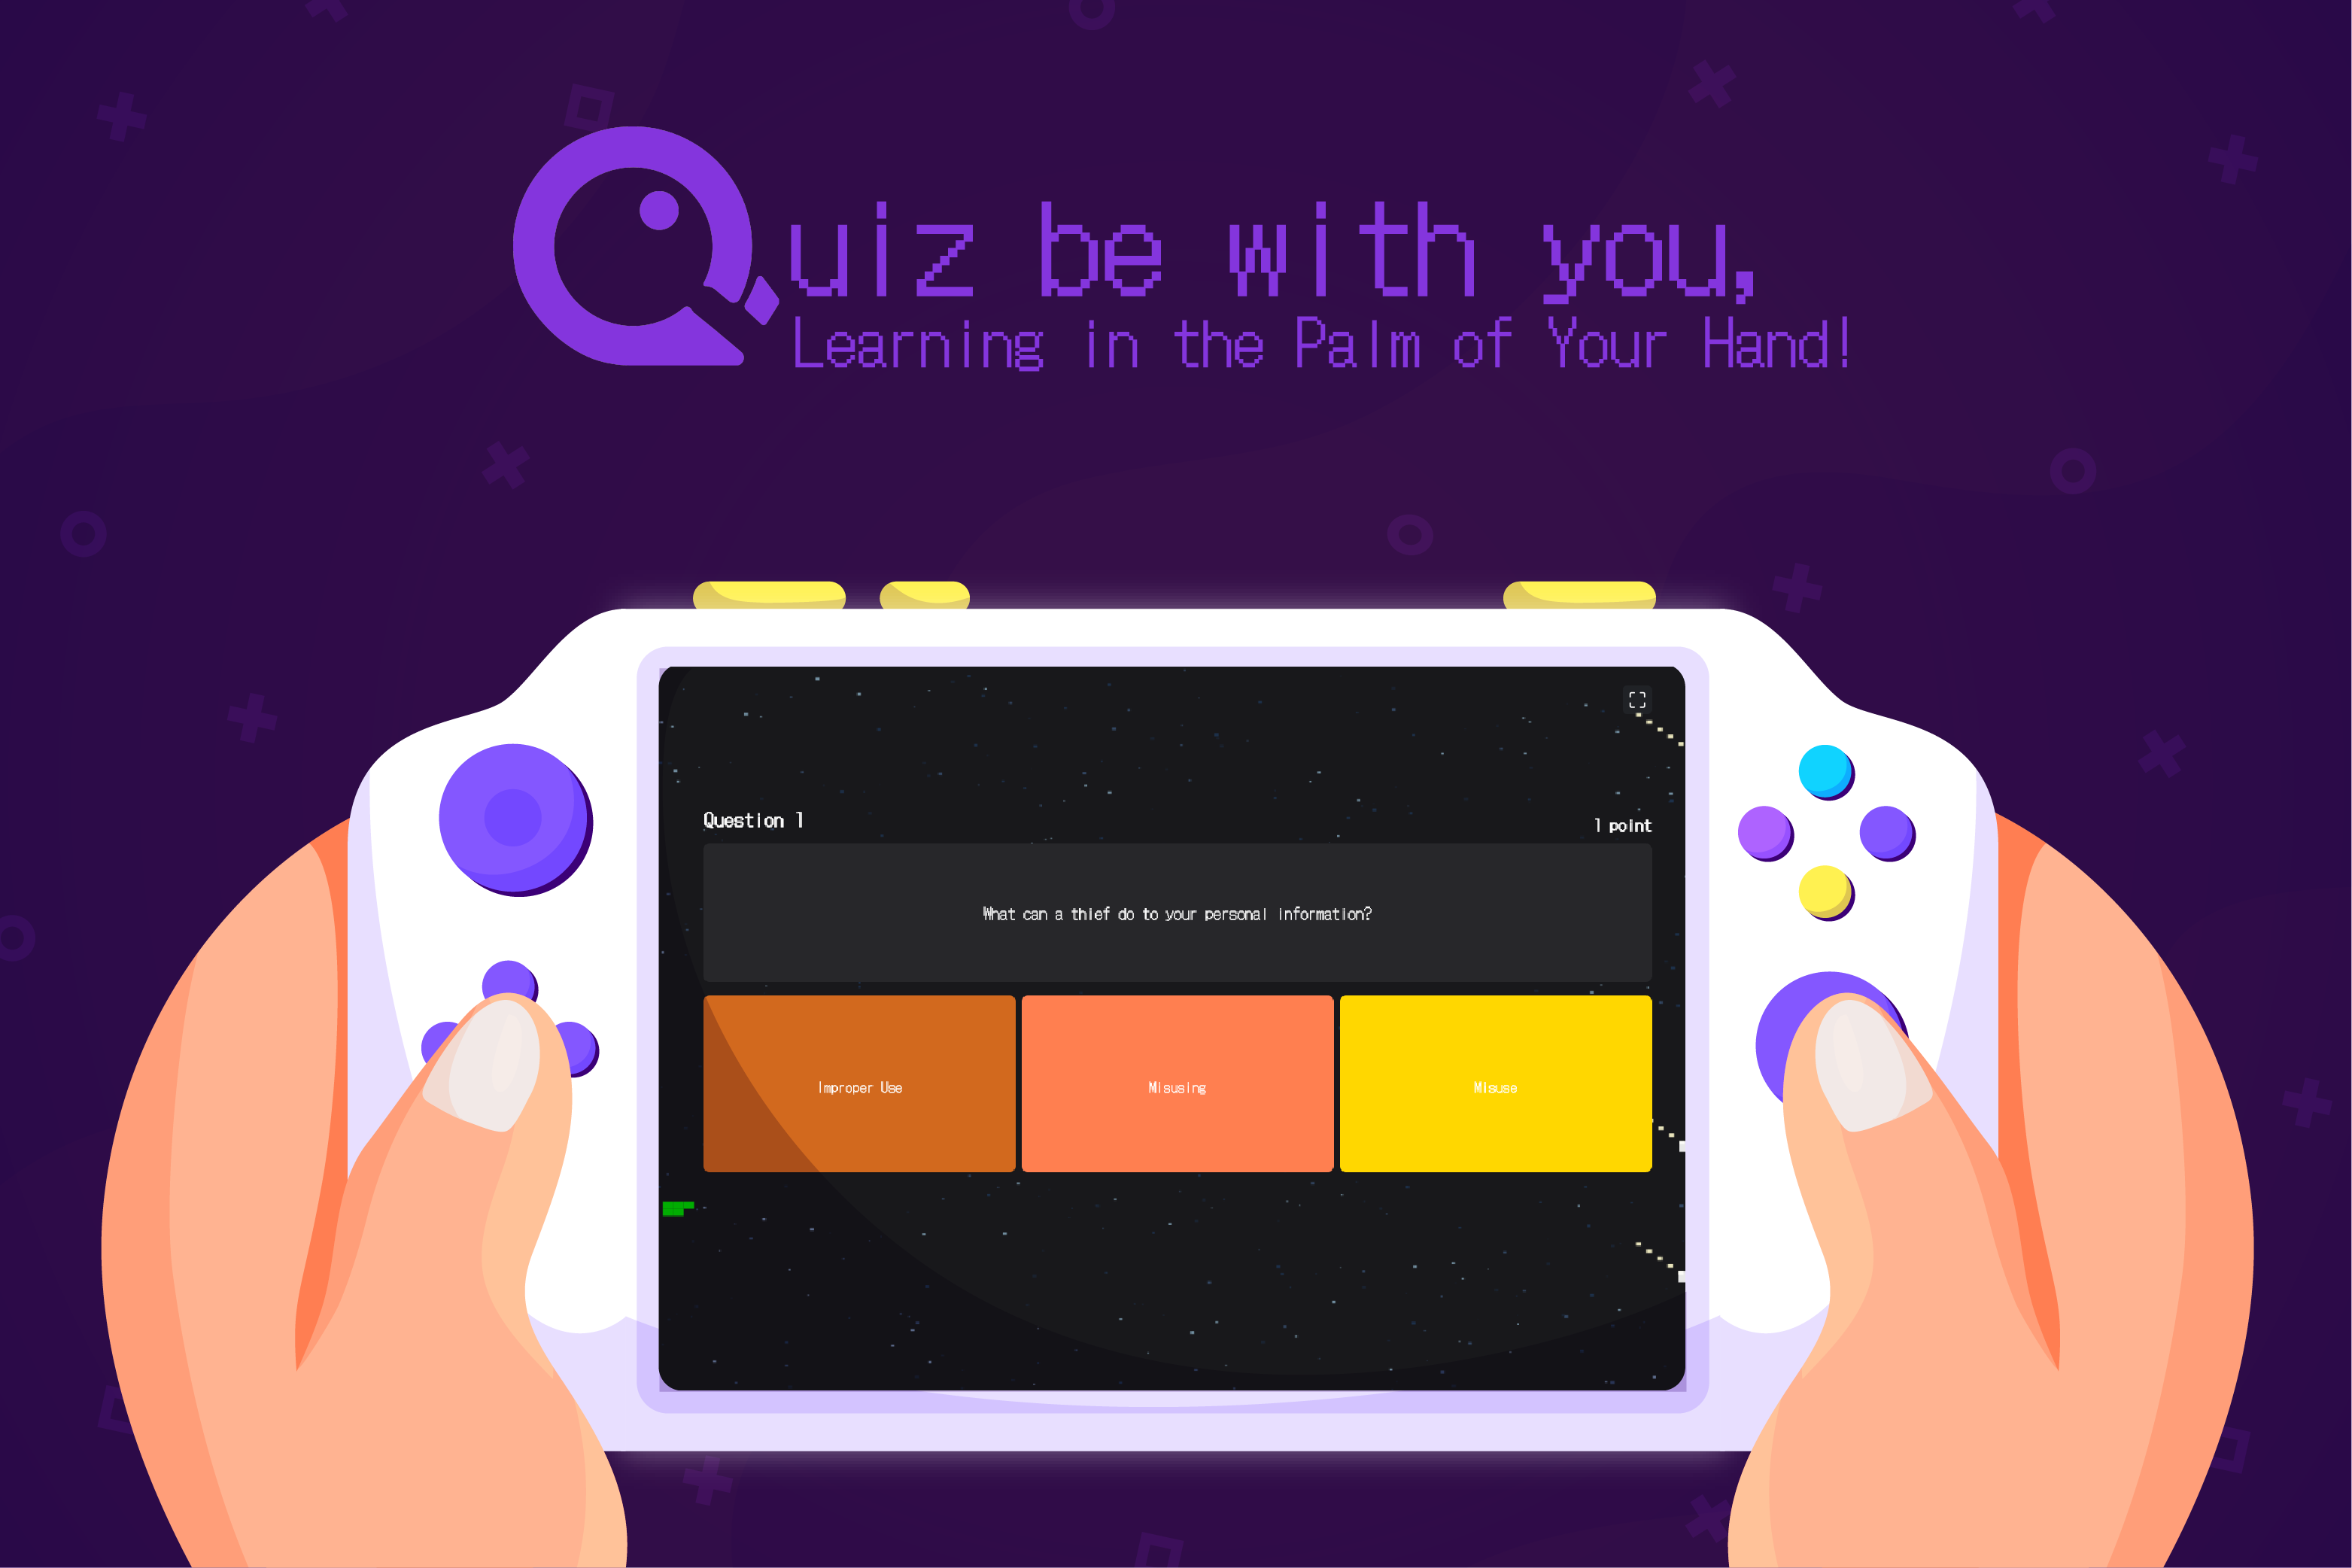 Quiz be with you,
Learning in the Palm of Your Hand!
Question 1
1 point
What can a thief do to your personal information?
Improper Use
Misusing
Misuse